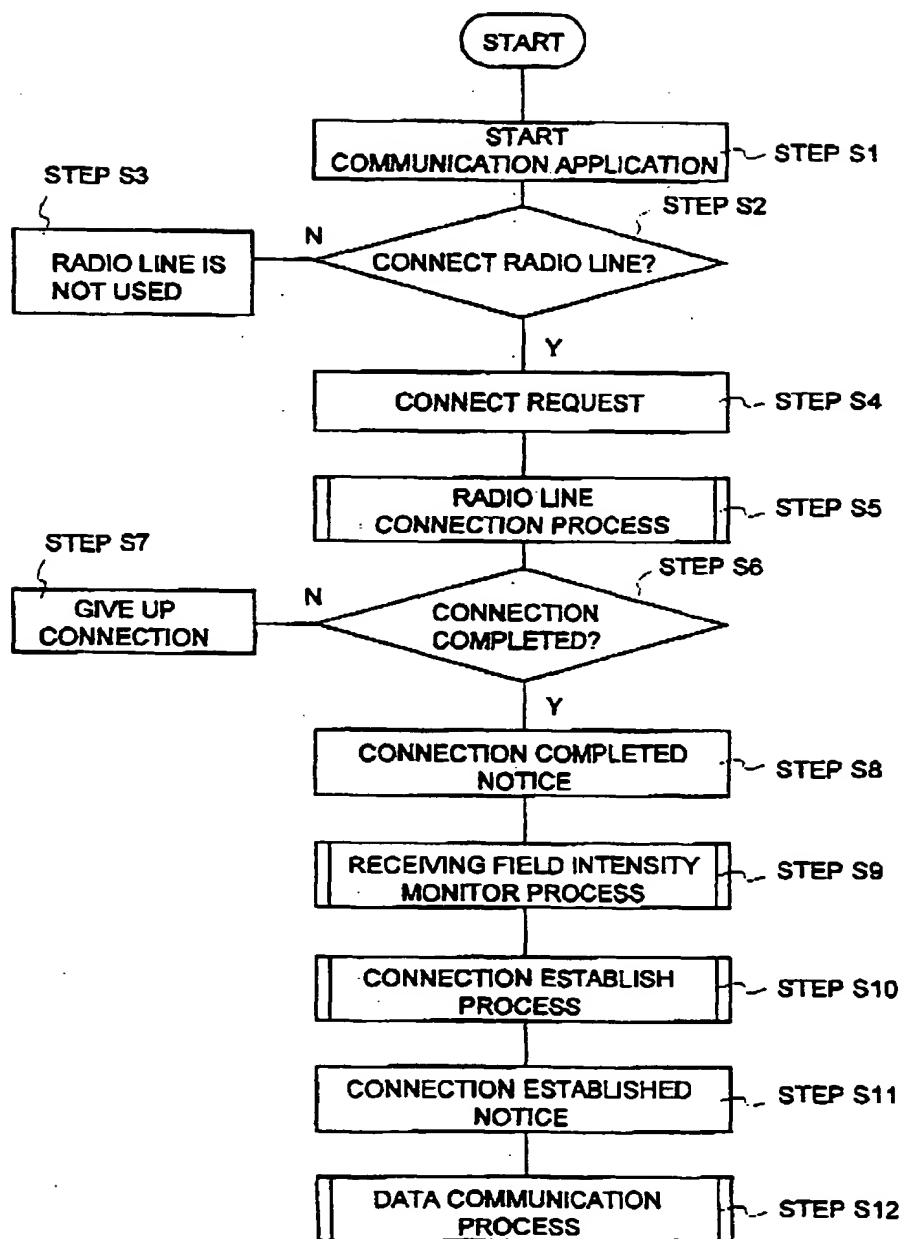 START
START
COMMUNICATION APPLICATION
STEP S1
STEP S3
STEP S2
N
RADIO LINE IS
NOT USED
CONNECT RADIO LINE?
Y
CONNECT REQUEST
STEP S4
RADIO LINE
CONNECTION PROCESS
STEP S5
STEP S7
STEP S6
N
GIVE UP
CONNECTION
CONNECTION
COMPLETED?
Y
CONNECTION COMPLETED
NOTICE
STEP S8
RECEIVING FIELD INTENSITY
MONITOR PROCESS
STEP S9
CONNECTION ESTABLISH
PROCESS
STEP S10
CONNECTION ESTABLISHED
NOTICE
STEP S11
DATA COMMUNICATION
PROCESS
STEP S12